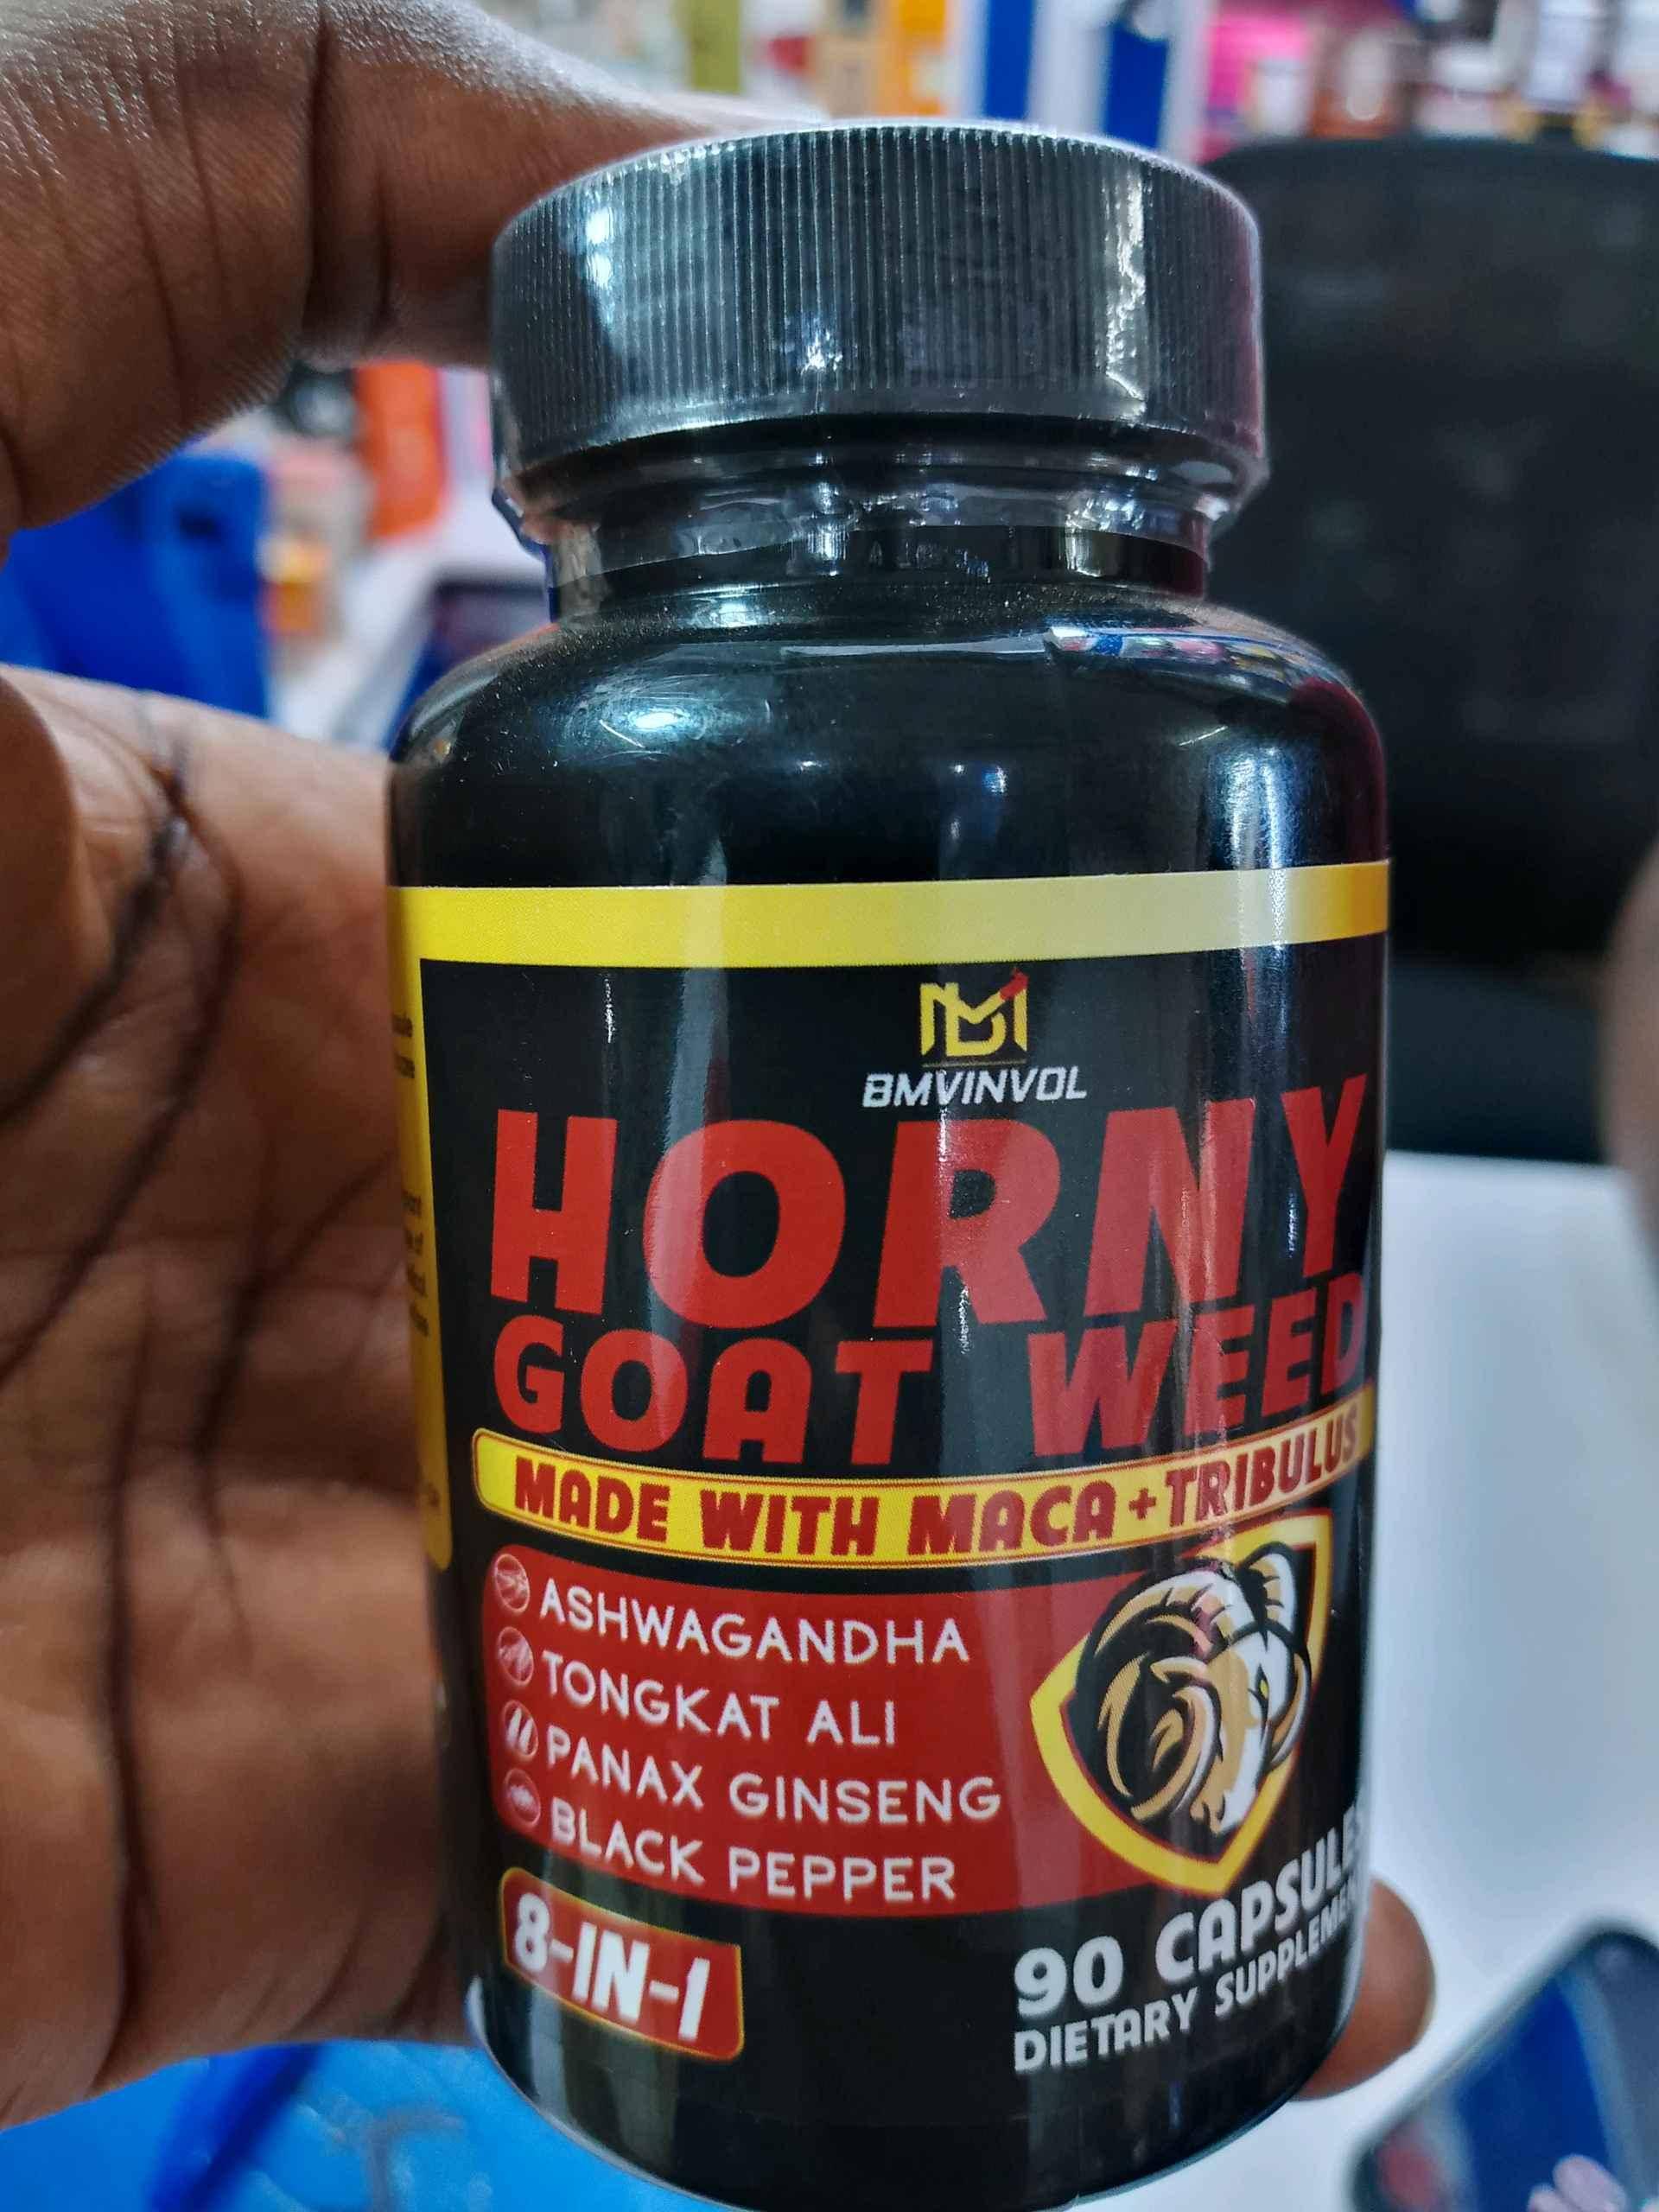 BMVINVOL
HORNY
GOAT WEED
MADE WITH MACA + TRIBULUS
ASHWAGANDHA
TONGKAT ALI
PANAX GINSENG
BLACK PEPPER
8-IN-1
90 CAPSULES
DIETARY SUPPLEMENT